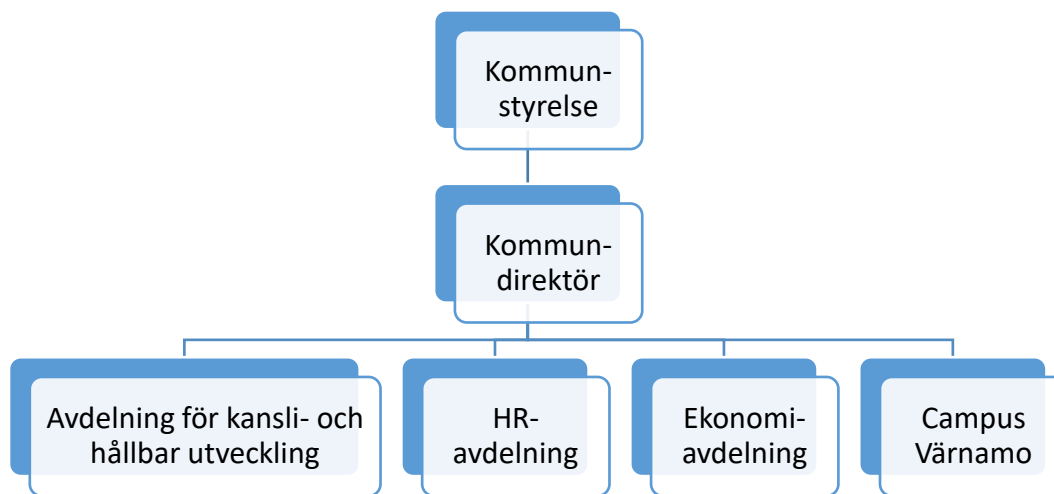 Kommun-
styrelse
Kommun-
direktör
Avdelning för kansli- och
hållbar utveckling
HR-
avdelning
Ekonomi-
avdelning
Campus
Värnamo